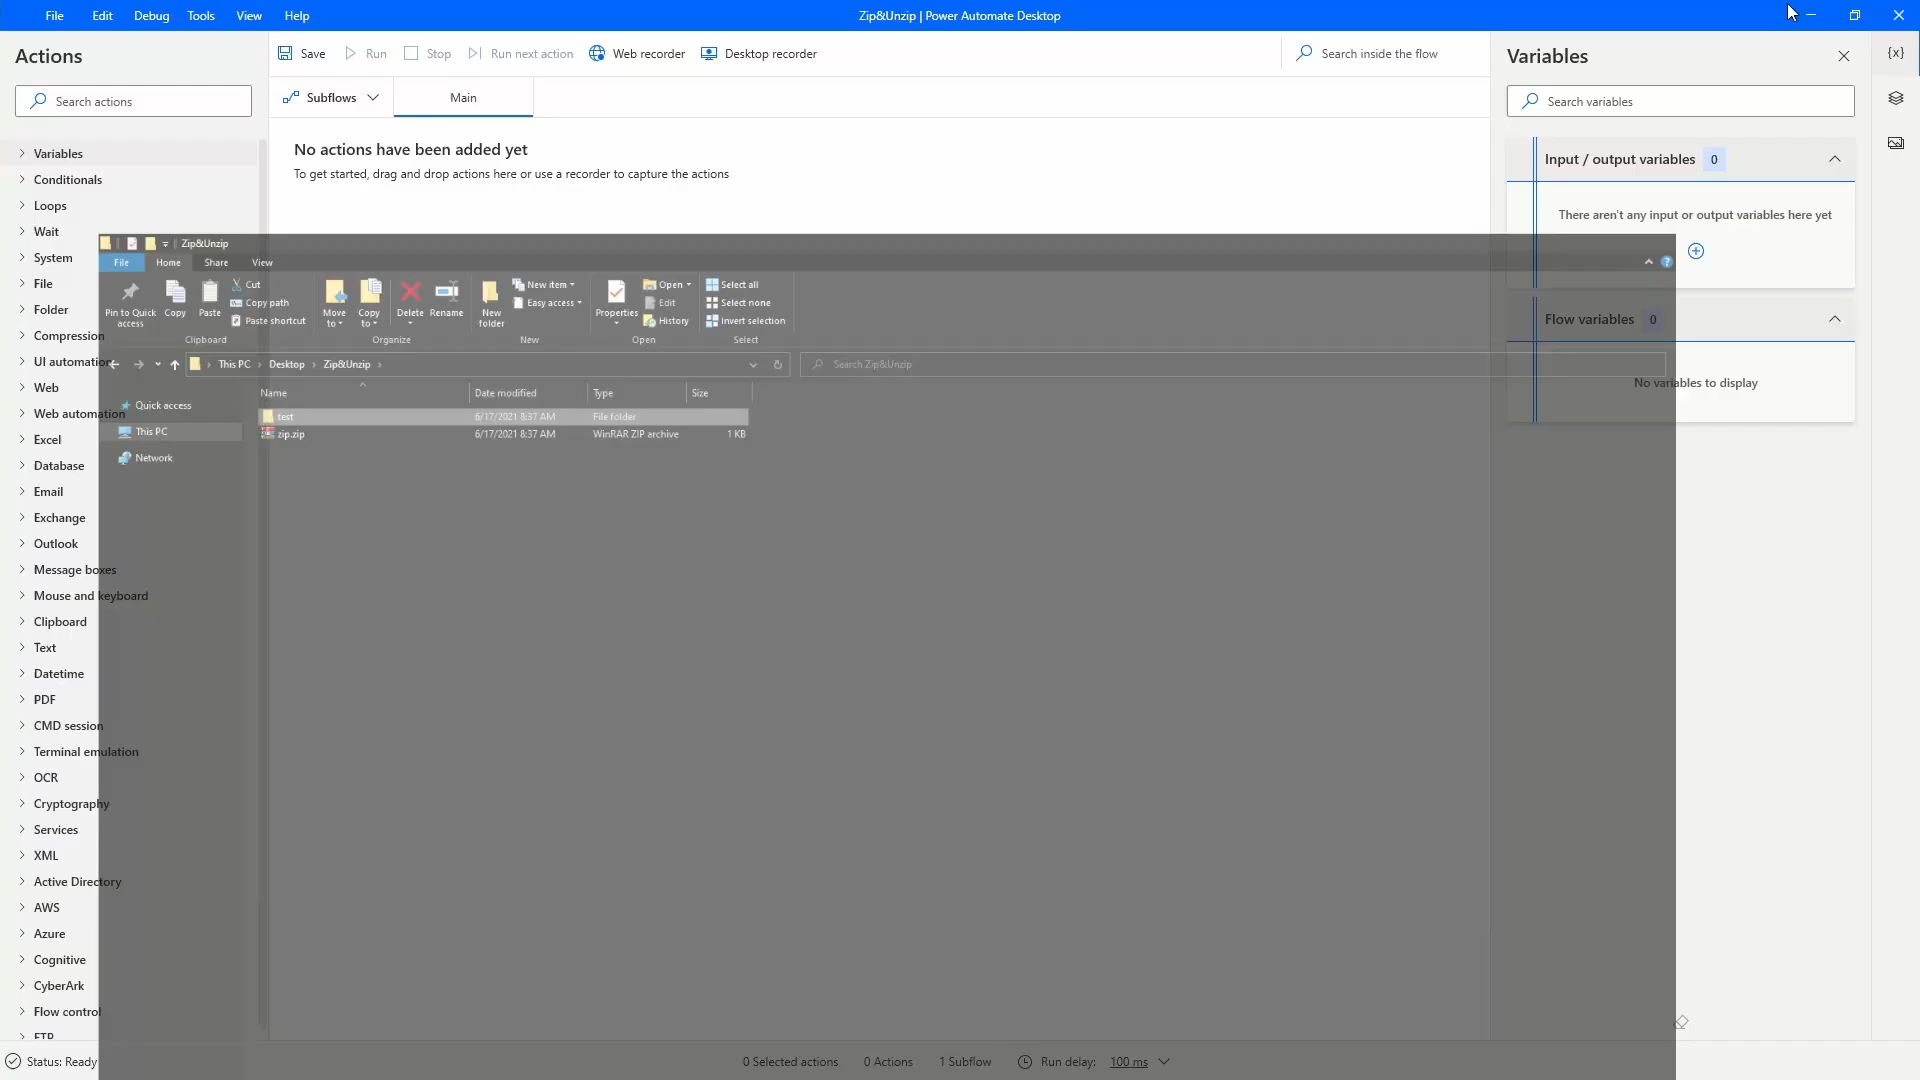 File Edit Debug Tools View Help Zip&Unzip | Power Automate Desktop
Actions
Search actions
Variables
Conditionals
Loops
Wait
System
File
Folder
Compression
UI automation
Web
Web automation
Excel
Database
Email
Exchange
Outlook
Message boxes
Mouse and keyboard
Clipboard
Text
Datetime
PDF
CMD session
Terminal emulation
OCR
Cryptography
Services
XML
Active Directory
AWS
Azure
Cognitive
CyberArk
Flow control
FTP
Save Run Stop Run next action Web recorder Desktop recorder Search inside the flow
Subflows Main
No actions have been added yet
To get started, drag and drop actions here or use a recorder to capture the actions
Zip&Unzip
File Home Share View
Pin to Quick access
Copy
Paste
Cut
Copy path
Paste shortcut
Clipboard
Move to
Copy to
Delete
Rename
Organize
New folder
New item
Easy access
New
Properties
Open
Edit
History
Open
Select all
Select none
Invert selection
Select
This PC Desktop Zip&Unzip
Search Zip&Unzip
Quick access
This PC
Network
Name Date modified Type Size
test 6/17/2021 8:37 AM File folder
zip.zip 6/17/2021 8:37 AM WinRAR ZIP archive 1 KB
Variables
{x}
Search variables
Input / output variables 0
There aren't any input or output variables here yet
Flow variables 0
No variables to display
Status: Ready 0 Selected actions 0 Actions 1 Subflow Run delay: 100 ms